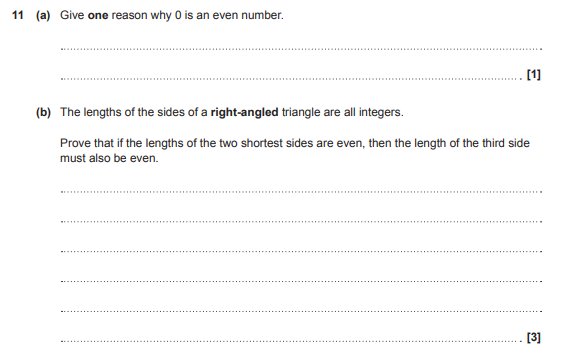 11 (a) Give one reason why 0 is an even number.
[1]
(b) The lengths of the sides of a right-angled triangle are all integers.
Prove that if the lengths of the two shortest sides are even, then the length of the third side
must also be even.
[3]